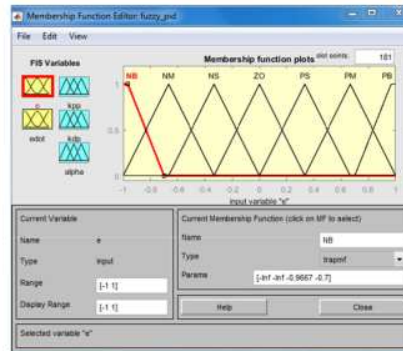 Membership Function Editor: fuzzy_pid
File Edit View
FIS Variables
e
kpp
edot
kdp
alpha
Membership function plots plot points: 181
NB NM NS ZO PS PM PB
1
0.5
0
-1 -0.8 -0.6 -0.4 -0.2 0 0.2 0.4 0.6 0.8 1
input variable "e"
Current Variable
Name e
Type input
Range [-1 1]
Display Range [-1 1]
Current Membership Function (click on MF to select)
Name NB
Type trapmf
Params [-Inf -Inf -0.9667 -0.7]
Help Close
Selected variable "e"